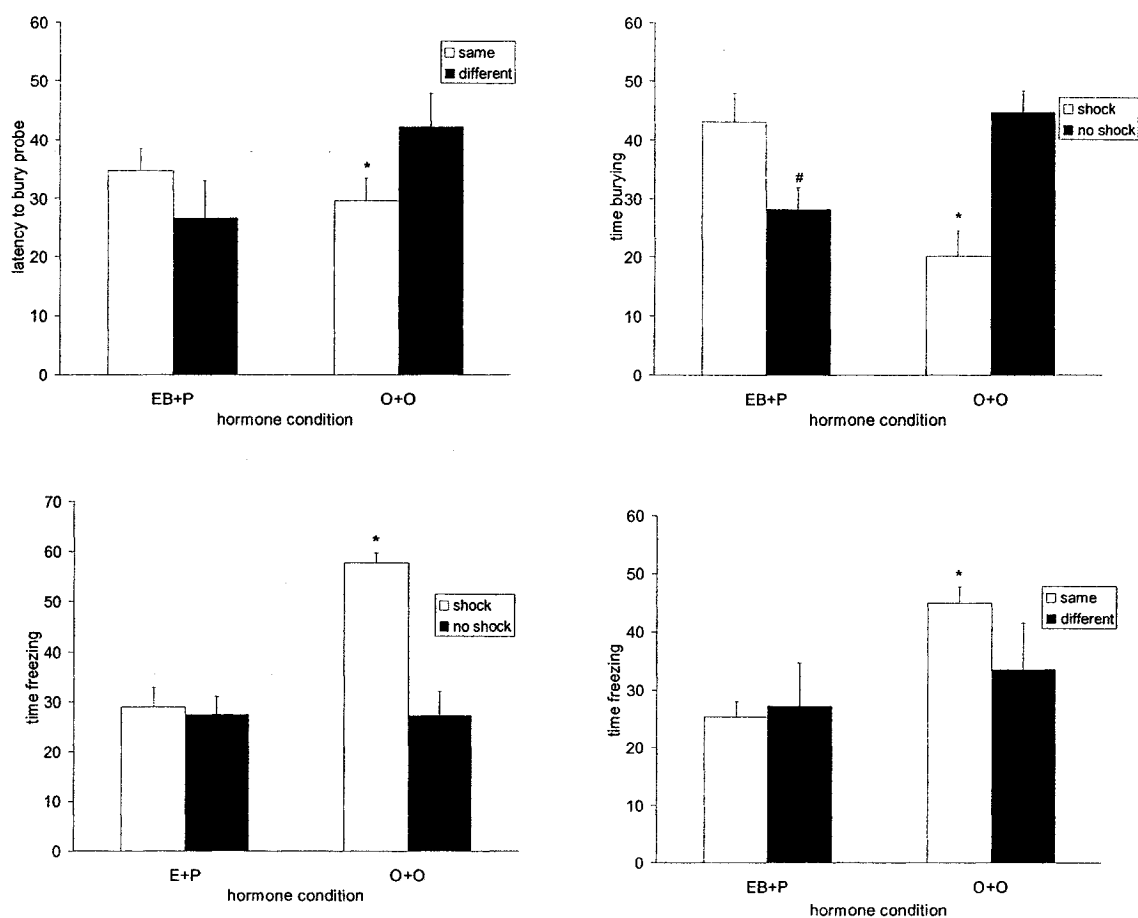 60
50
40
30
20
10
0
latency to bury probe
same
different
*
EB+P O+O
hormone condition
60
50
40
30
20
10
0
time burying
shock
no shock
#
*
EB+P O+O
hormone condition
70
60
50
40
30
20
10
0
time freezing
shock
no shock
*
E+P O+O
hormone condition
60
50
40
30
20
10
0
time freezing
same
different
*
EB+P O+O
hormone condition